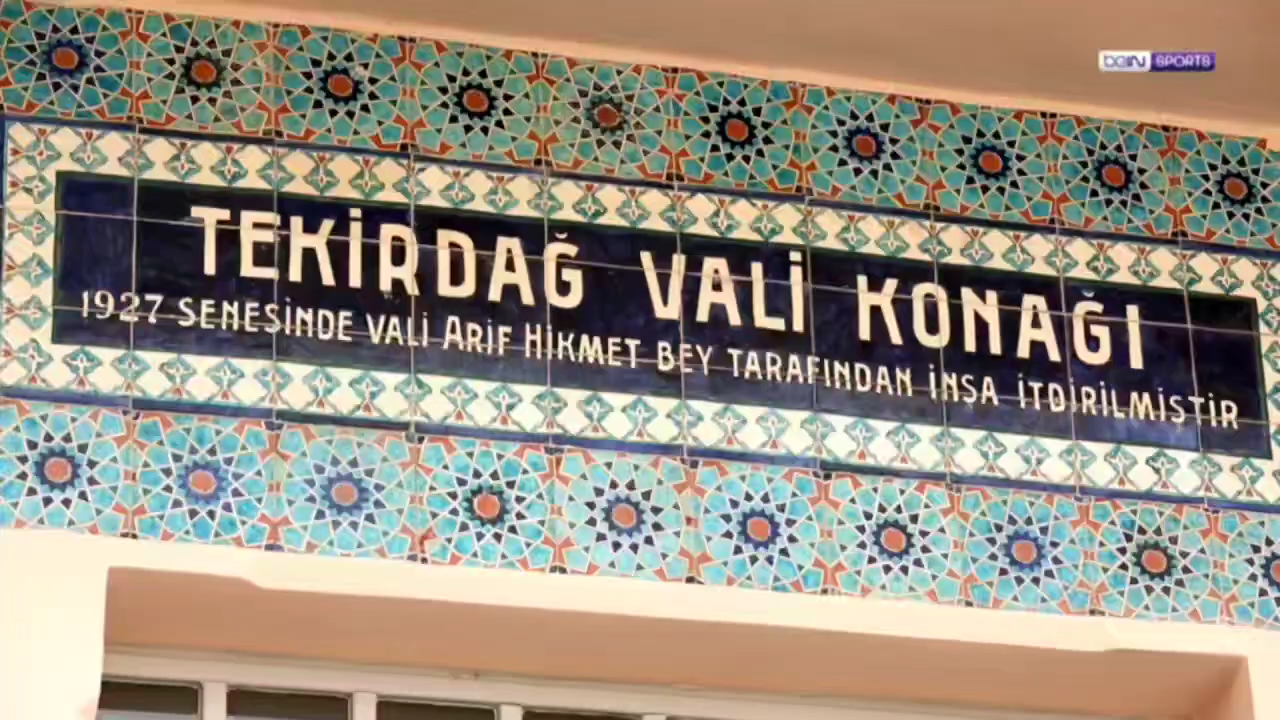 beIN SPORTS
TEKİRDAĞ VALİ KONAĞI
1927 SENESİNDE VALİ ARİF HİKMET BEY TARAFINDAN İNŞA İTDİRİLMİŞTİR